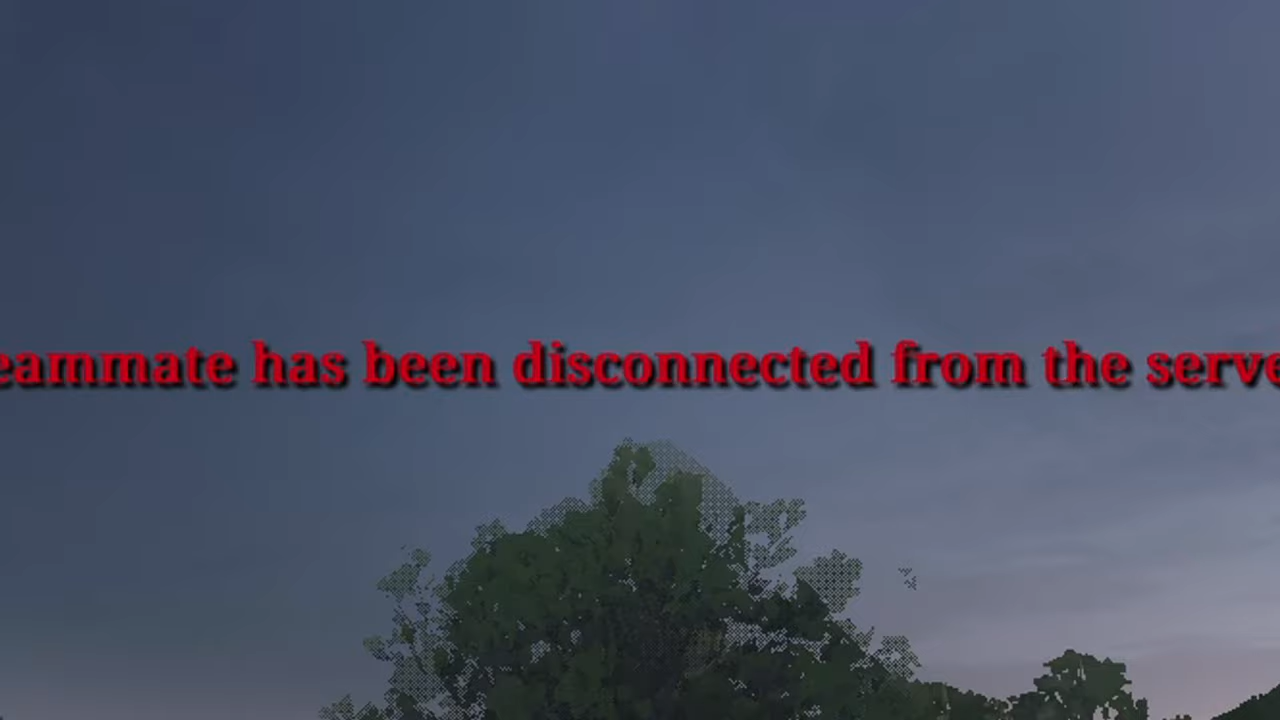 eammate has been disconnected from the serve